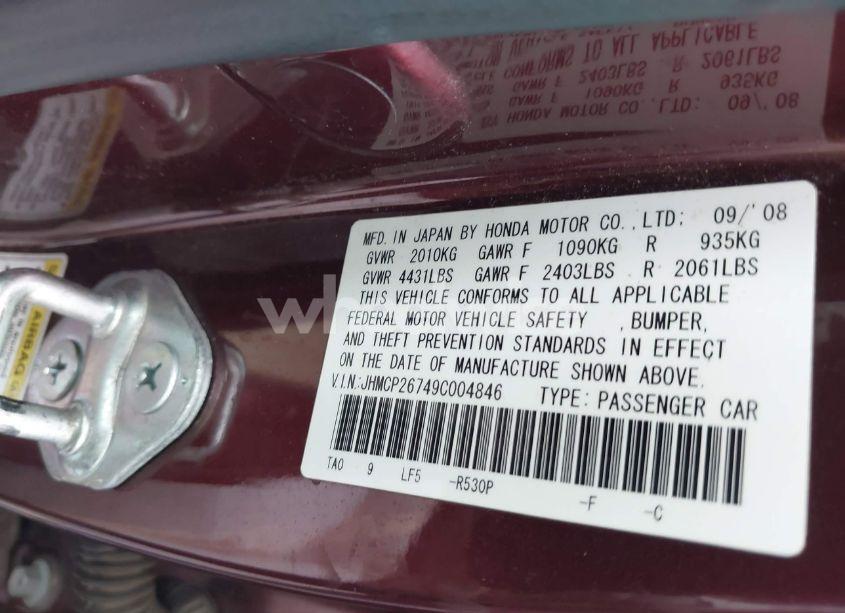 MFD. IN JAPAN BY HONDA MOTOR CO., LTD; 09/'08
GVWR 2010KG GAWR F 1090KG R 935KG
GVWR 4431LBS GAWR F 2403LBS R 2061LBS
THIS VEHICLE CONFORMS TO ALL APPLICABLE
FEDERAL MOTOR VEHICLE SAFETY , BUMPER,
AND THEFT PREVENTION STANDARDS IN EFFECT
ON THE DATE OF MANUFACTURE SHOWN ABOVE.
V.I.N.:JHMCP26749C004846 TYPE: PASSENGER CAR
TA0 9 LF5 -R530P -F -C
AIRBAG